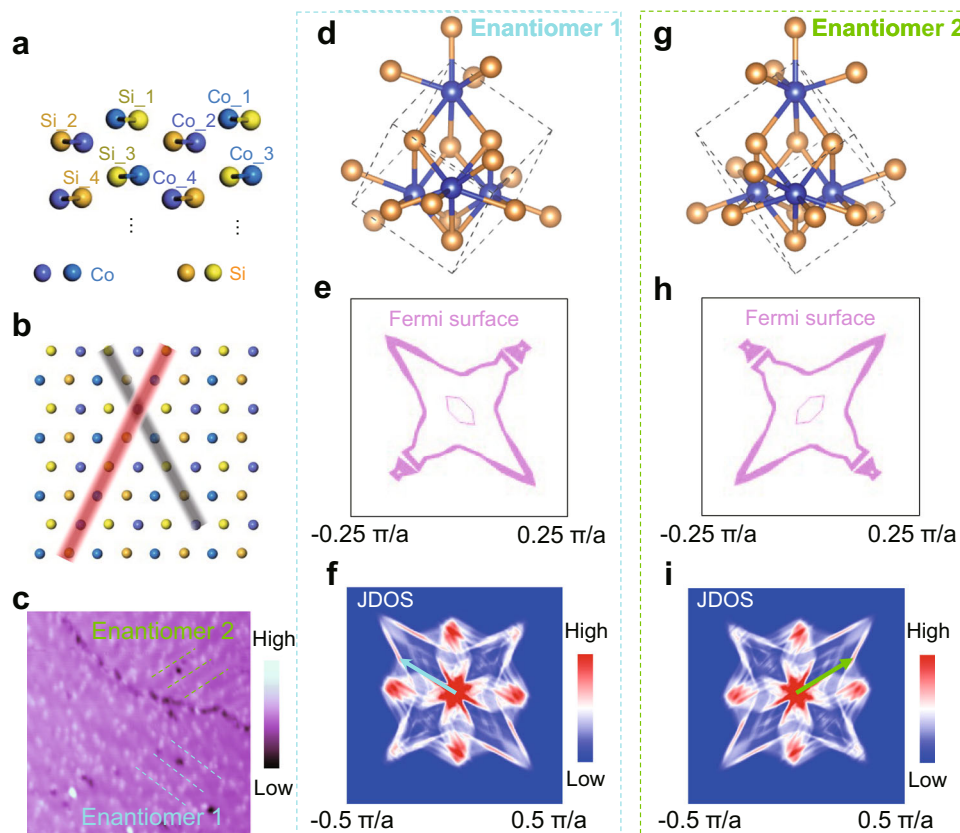 a
Si_1
Co_1
Si_2
Co_2
Si_3
Co_3
Si_4
Co_4
⋮
⋮
Co
Si
b
c
Enantiomer 2
Enantiomer 1
High
Low
Enantiomer 1
d
e
Fermi surface
-0.25 π/a
0.25 π/a
f
JDOS
High
Low
-0.5 π/a
0.5 π/a
Enantiomer 2
g
h
Fermi surface
-0.25 π/a
0.25 π/a
i
JDOS
High
Low
-0.5 π/a
0.5 π/a